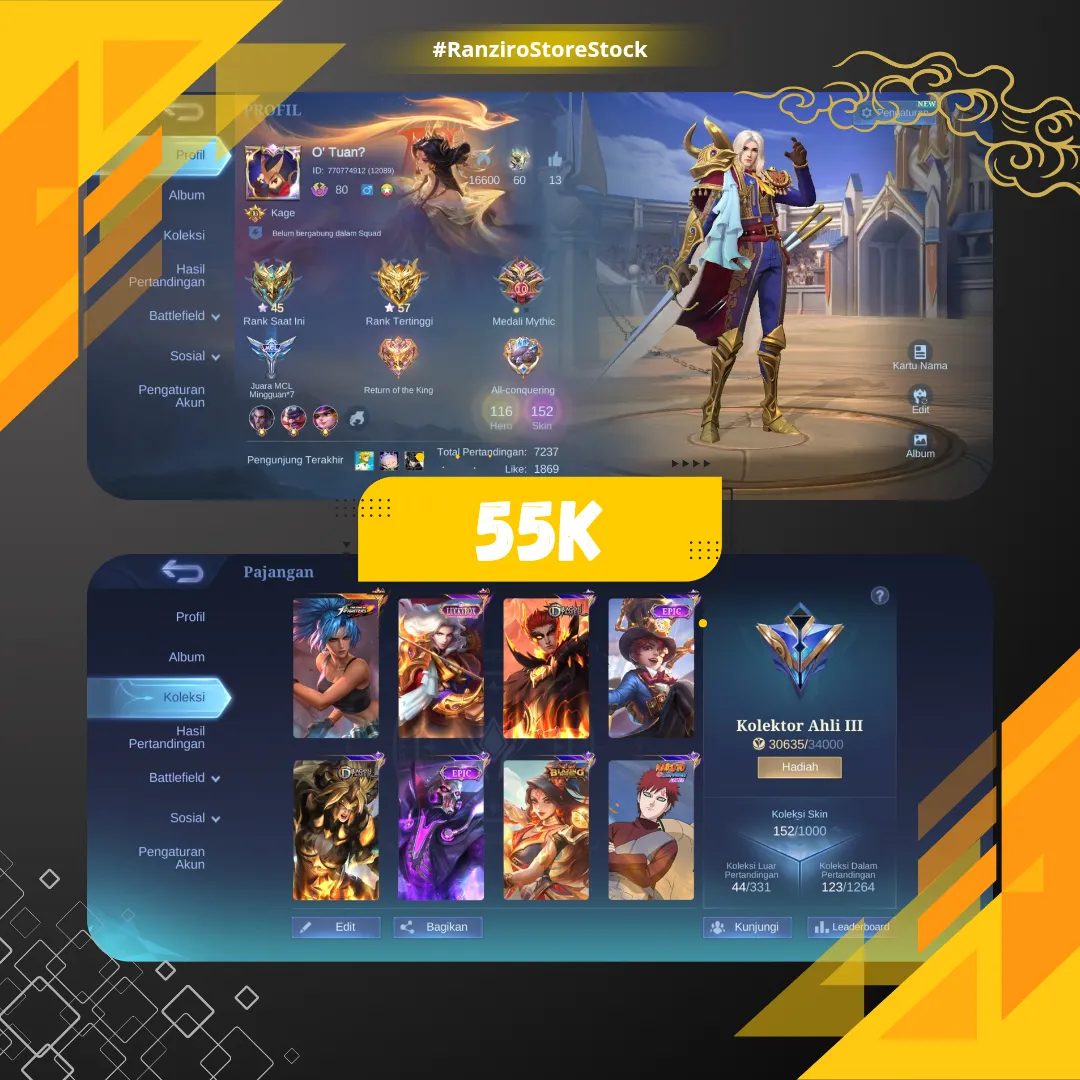 #RanziroStoreStock
PROFIL
NEW
Pengaturan
Profil
Album
Koleksi
Hasil
Pertandingan
Battlefield
Sosial
Pengaturan
Akun
O' Tuan?
ID: 770774912 (12089)
80
Kage
Belum bergabung dalam Squad
16600
60
13
45
57
10
Rank Saat Ini
Rank Tertinggi
Medali Mythic
MCL
Juara MCL
Mingguan*7
Return of the King
All-conquering
116
152
Hero
Skin
Pengunjung Terakhir
Total Pertandingan: 7237
Like: 1869
Kartu Nama
Edit
Album
55K
Pajangan
Profil
Album
Koleksi
Hasil
Pertandingan
Battlefield
Sosial
Pengaturan
Akun
LUCKYBOX
EPIC
EPIC
NARUTO
Edit
Bagikan
?
Kolektor Ahli III
30635/34000
Hadiah
Koleksi Skin
152/1000
Koleksi Luar
Pertandingan
44/331
Koleksi Dalam
Pertandingan
123/1264
Kunjungi
Leaderboard